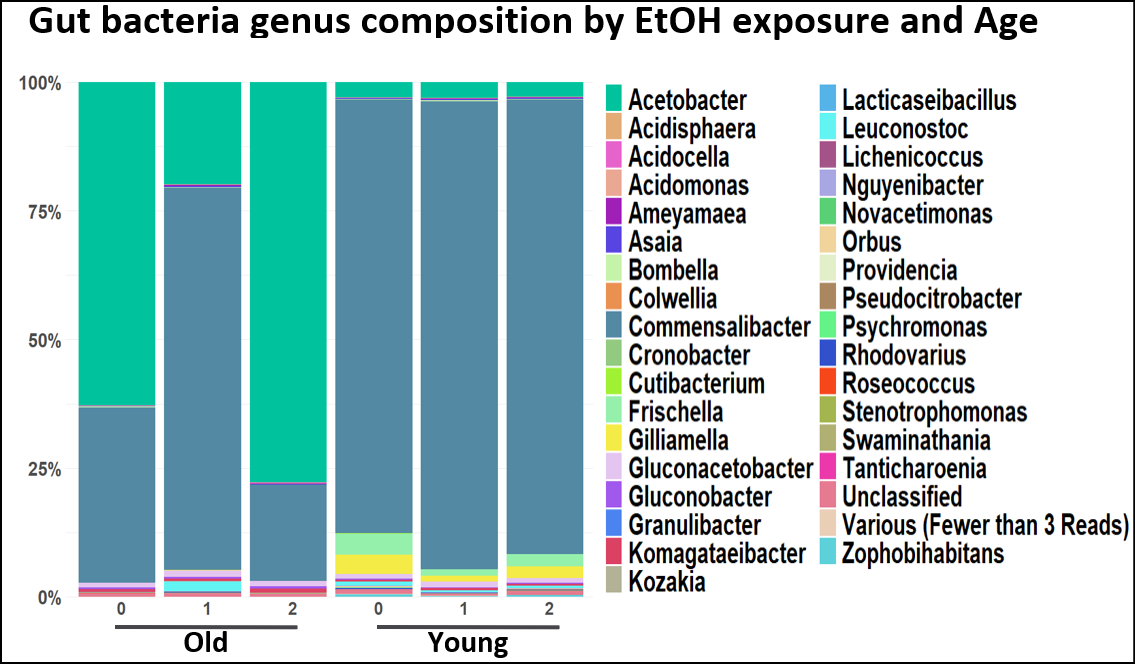 Gut bacteria genus composition by EtOH exposure and Age
100%
75%
50%
25%
0%
0
1
2
0
1
2
Old
Young
Acetobacter
Acidisphaera
Acidocella
Acidomonas
Ameyamaea
Asaia
Bombella
Colwellia
Commensalibacter
Cronobacter
Cutibacterium
Frischella
Gilliamella
Gluconacetobacter
Gluconobacter
Granulibacter
Komagataeibacter
Kozakia
Lacticaseibacillus
Leuconostoc
Lichenicoccus
Nguyenibacter
Novacetimonas
Orbus
Providencia
Pseudocitrobacter
Psychromonas
Rhodovarius
Roseococcus
Stenotrophomonas
Swaminathania
Tanticharoenia
Unclassified
Various (Fewer than 3 Reads)
Zophobihabitans